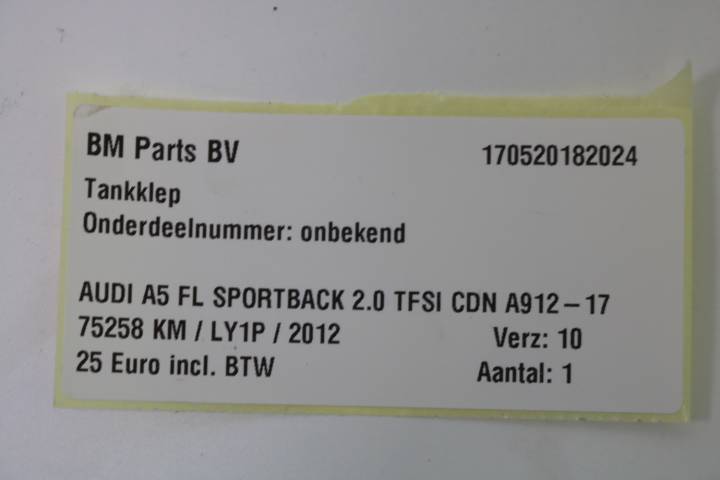 BM Parts BV 170520182024
Tankklep
Onderdeelnummer: onbekend
AUDI A5 FL SPORTBACK 2.0 TFSI CDN A912-17
75258 KM / LY1P / 2012 Verz: 10
25 Euro incl. BTW Aantal: 1